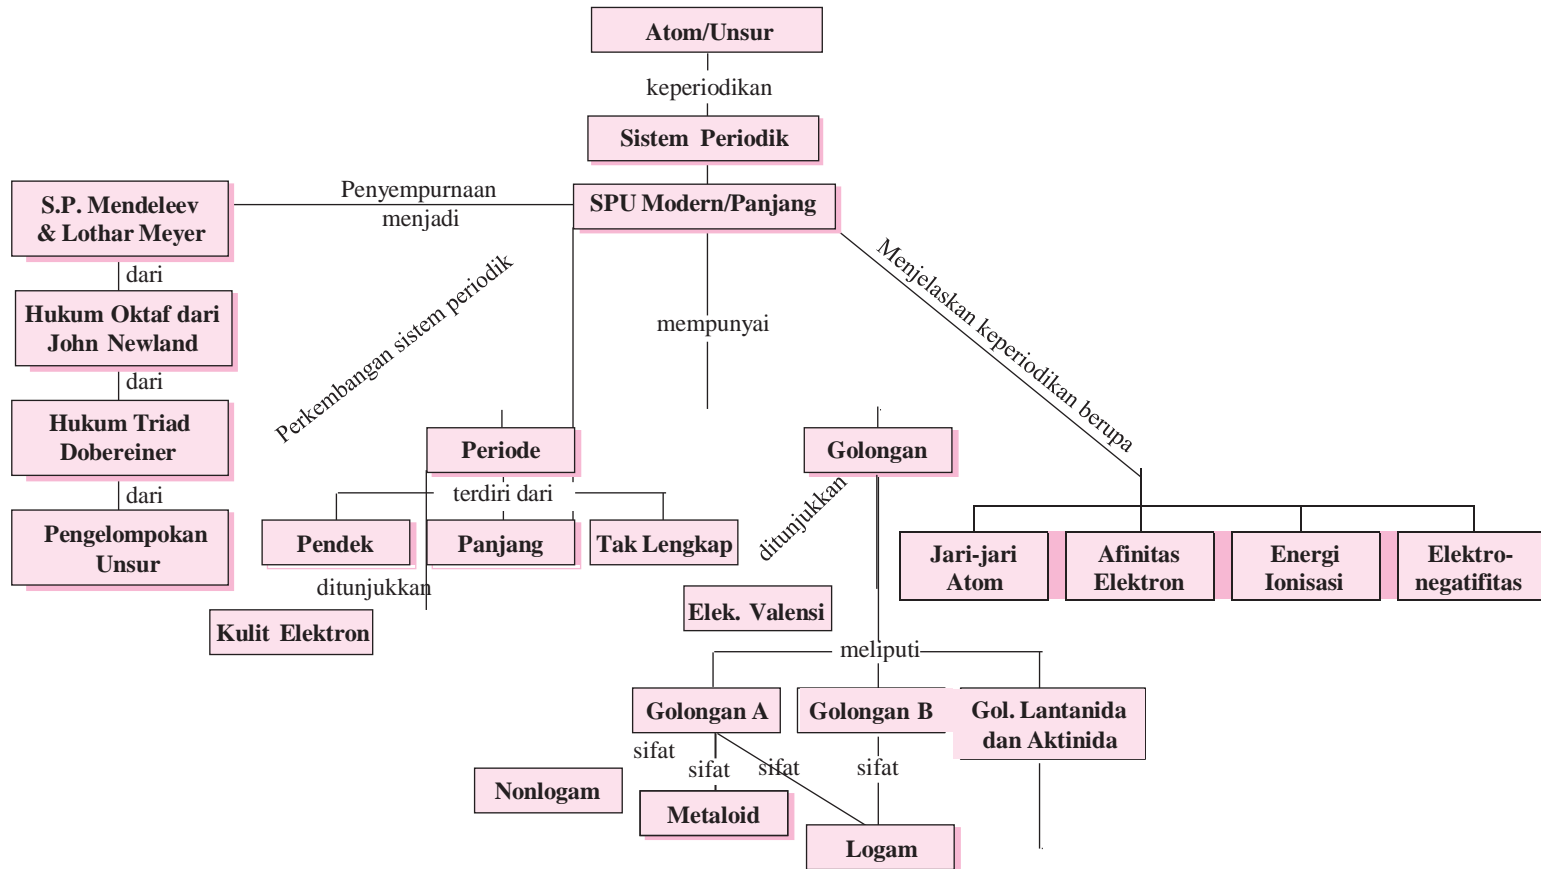 Atom/Unsur
keperiodikan
Sistem Periodik
SPU Modern/Panjang
Penyempurnaan
menjadi
S.P. Mendeleev
& Lothar Meyer
dari
Hukum Oktaf dari
John Newland
dari
Hukum Triad
Dobereiner
dari
Pengelompokan
Unsur
Perkembangan sistem periodik
mempunyai
Menjelaskan keperiodikan berupa
Periode
terdiri dari
Pendek
Panjang
Tak Lengkap
ditunjukkan
Kulit Elektron
Golongan
ditunjukkan
Elek. Valensi
meliputi
Golongan A
Golongan B
Gol. Lantanida
dan Aktinida
sifat
sifat
sifat
sifat
Nonlogam
Metaloid
Logam
Jari-jari
Atom
Afinitas
Elektron
Energi
Ionisasi
Elektro-
negatifitas